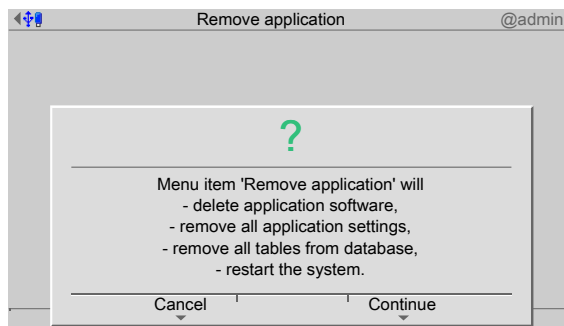 Remove application @admin
?
Menu item 'Remove application' will
- delete application software,
- remove all application settings,
- remove all tables from database,
- restart the system.
Cancel Continue